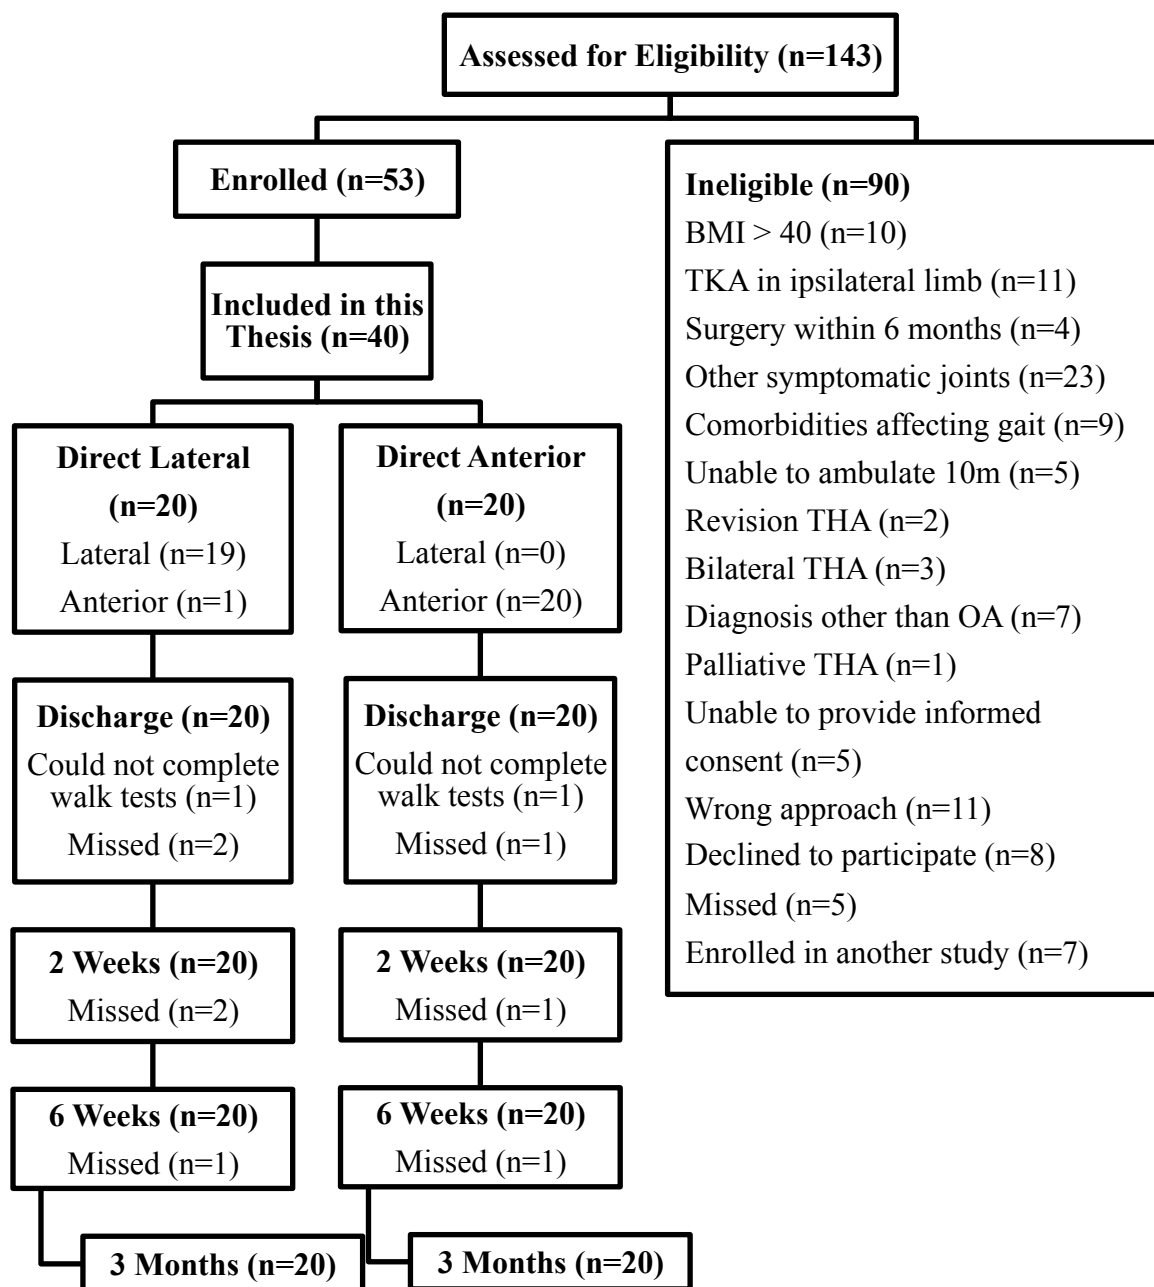 Assessed for Eligibility (n=143)
Enrolled (n=53)
Included in this
Thesis (n=40)
Ineligible (n=90)
BMI > 40 (n=10)
TKA in ipsilateral limb (n=11)
Surgery within 6 months (n=4)
Other symptomatic joints (n=23)
Comorbidities affecting gait (n=9)
Unable to ambulate 10m (n=5)
Revision THA (n=2)
Bilateral THA (n=3)
Diagnosis other than OA (n=7)
Palliative THA (n=1)
Unable to provide informed
consent (n=5)
Wrong approach (n=11)
Declined to participate (n=8)
Missed (n=5)
Enrolled in another study (n=7)
Direct Lateral
(n=20)
Lateral (n=19)
Anterior (n=1)
Direct Anterior
(n=20)
Lateral (n=0)
Anterior (n=20)
Discharge (n=20)
Could not complete
walk tests (n=1)
Missed (n=2)
Discharge (n=20)
Could not complete
walk tests (n=1)
Missed (n=1)
2 Weeks (n=20)
Missed (n=2)
2 Weeks (n=20)
Missed (n=1)
6 Weeks (n=20)
Missed (n=1)
6 Weeks (n=20)
Missed (n=1)
3 Months (n=20)
3 Months (n=20)